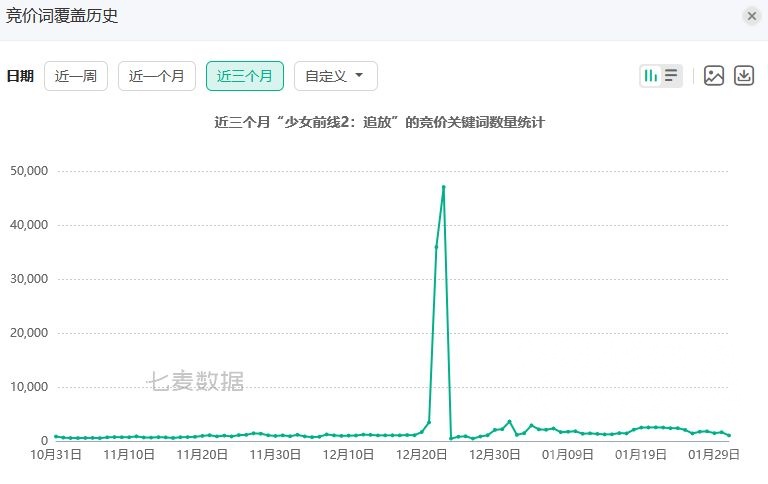 竞价词覆盖历史
日期 近一周 近一个月 近三个月 自定义
近三个月“少女前线2：追放”的竞价关键词数量统计
50,000
40,000
30,000
20,000
10,000
0
七麦数据
10月31日 11月10日 11月20日 11月30日 12月10日 12月20日 12月30日 01月09日 01月19日 01月29日